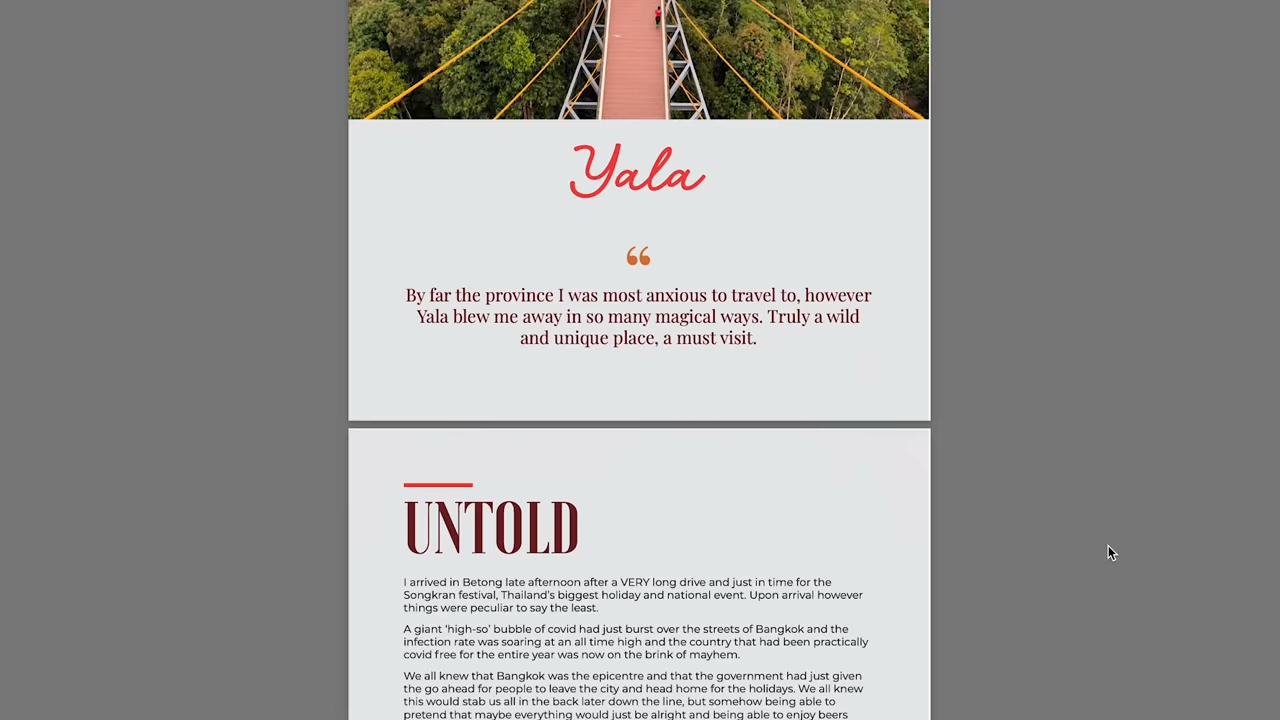 Yala
“
By far the province I was most anxious to travel to, however
Yala blew me away in so many magical ways. Truly a wild
and unique place, a must visit.
UNTOLD
I arrived in Betong late afternoon after a VERY long drive and just in time for the
Songkran festival, Thailand’s biggest holiday and national event. Upon arrival however
things were peculiar to say the least.
A giant ‘high-so’ bubble of covid had just burst over the streets of Bangkok and the
infection rate was soaring at an all time high and the country that had been practically
covid free for the entire year was now on the brink of mayhem.
We all knew that Bangkok was the epicentre and that the government had just given
the go ahead for people to leave the city and head home for the holidays. We all knew
this would stab us all in the back later down the line, but somehow being able to
pretend that maybe everything would just be alright and being able to enjoy beers